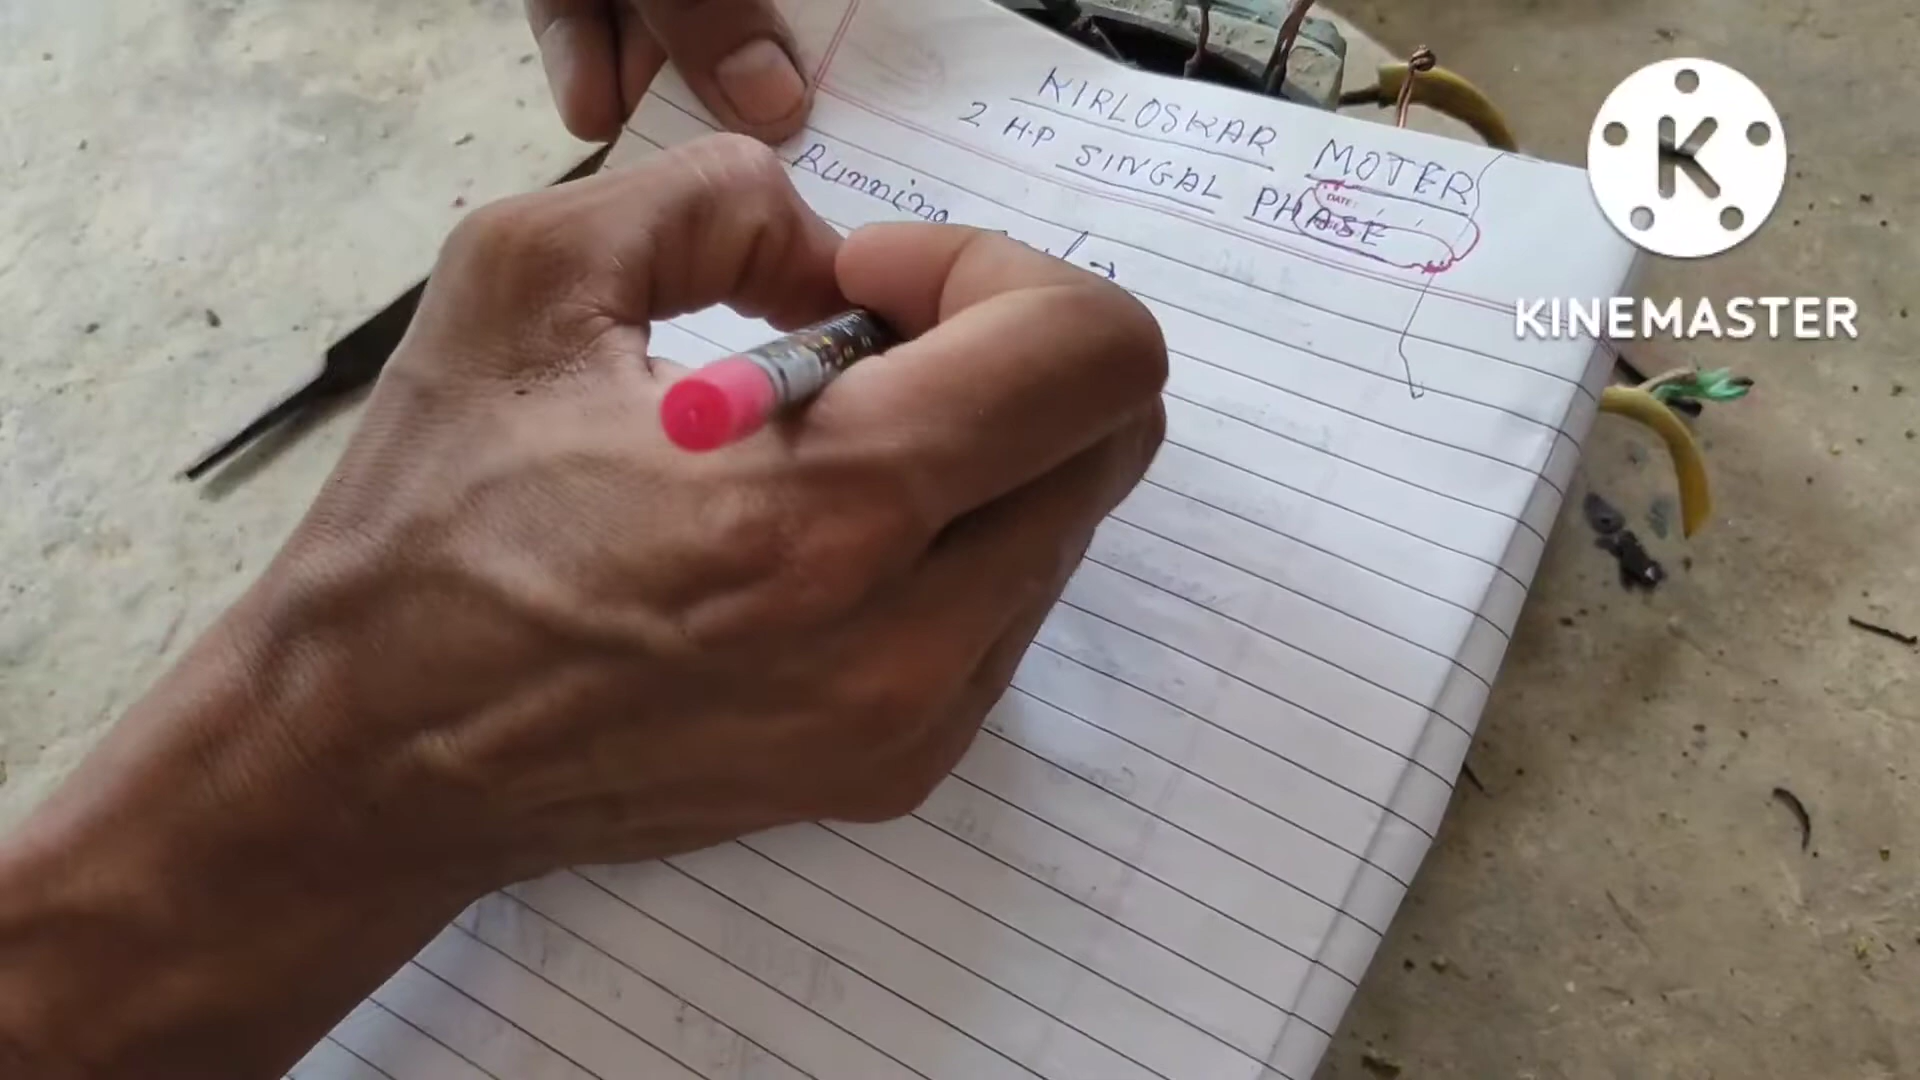 KIRLOSKAR MOTER
2 H.P SINGAL PHASE
DATE:
Running
K
KINEMASTER